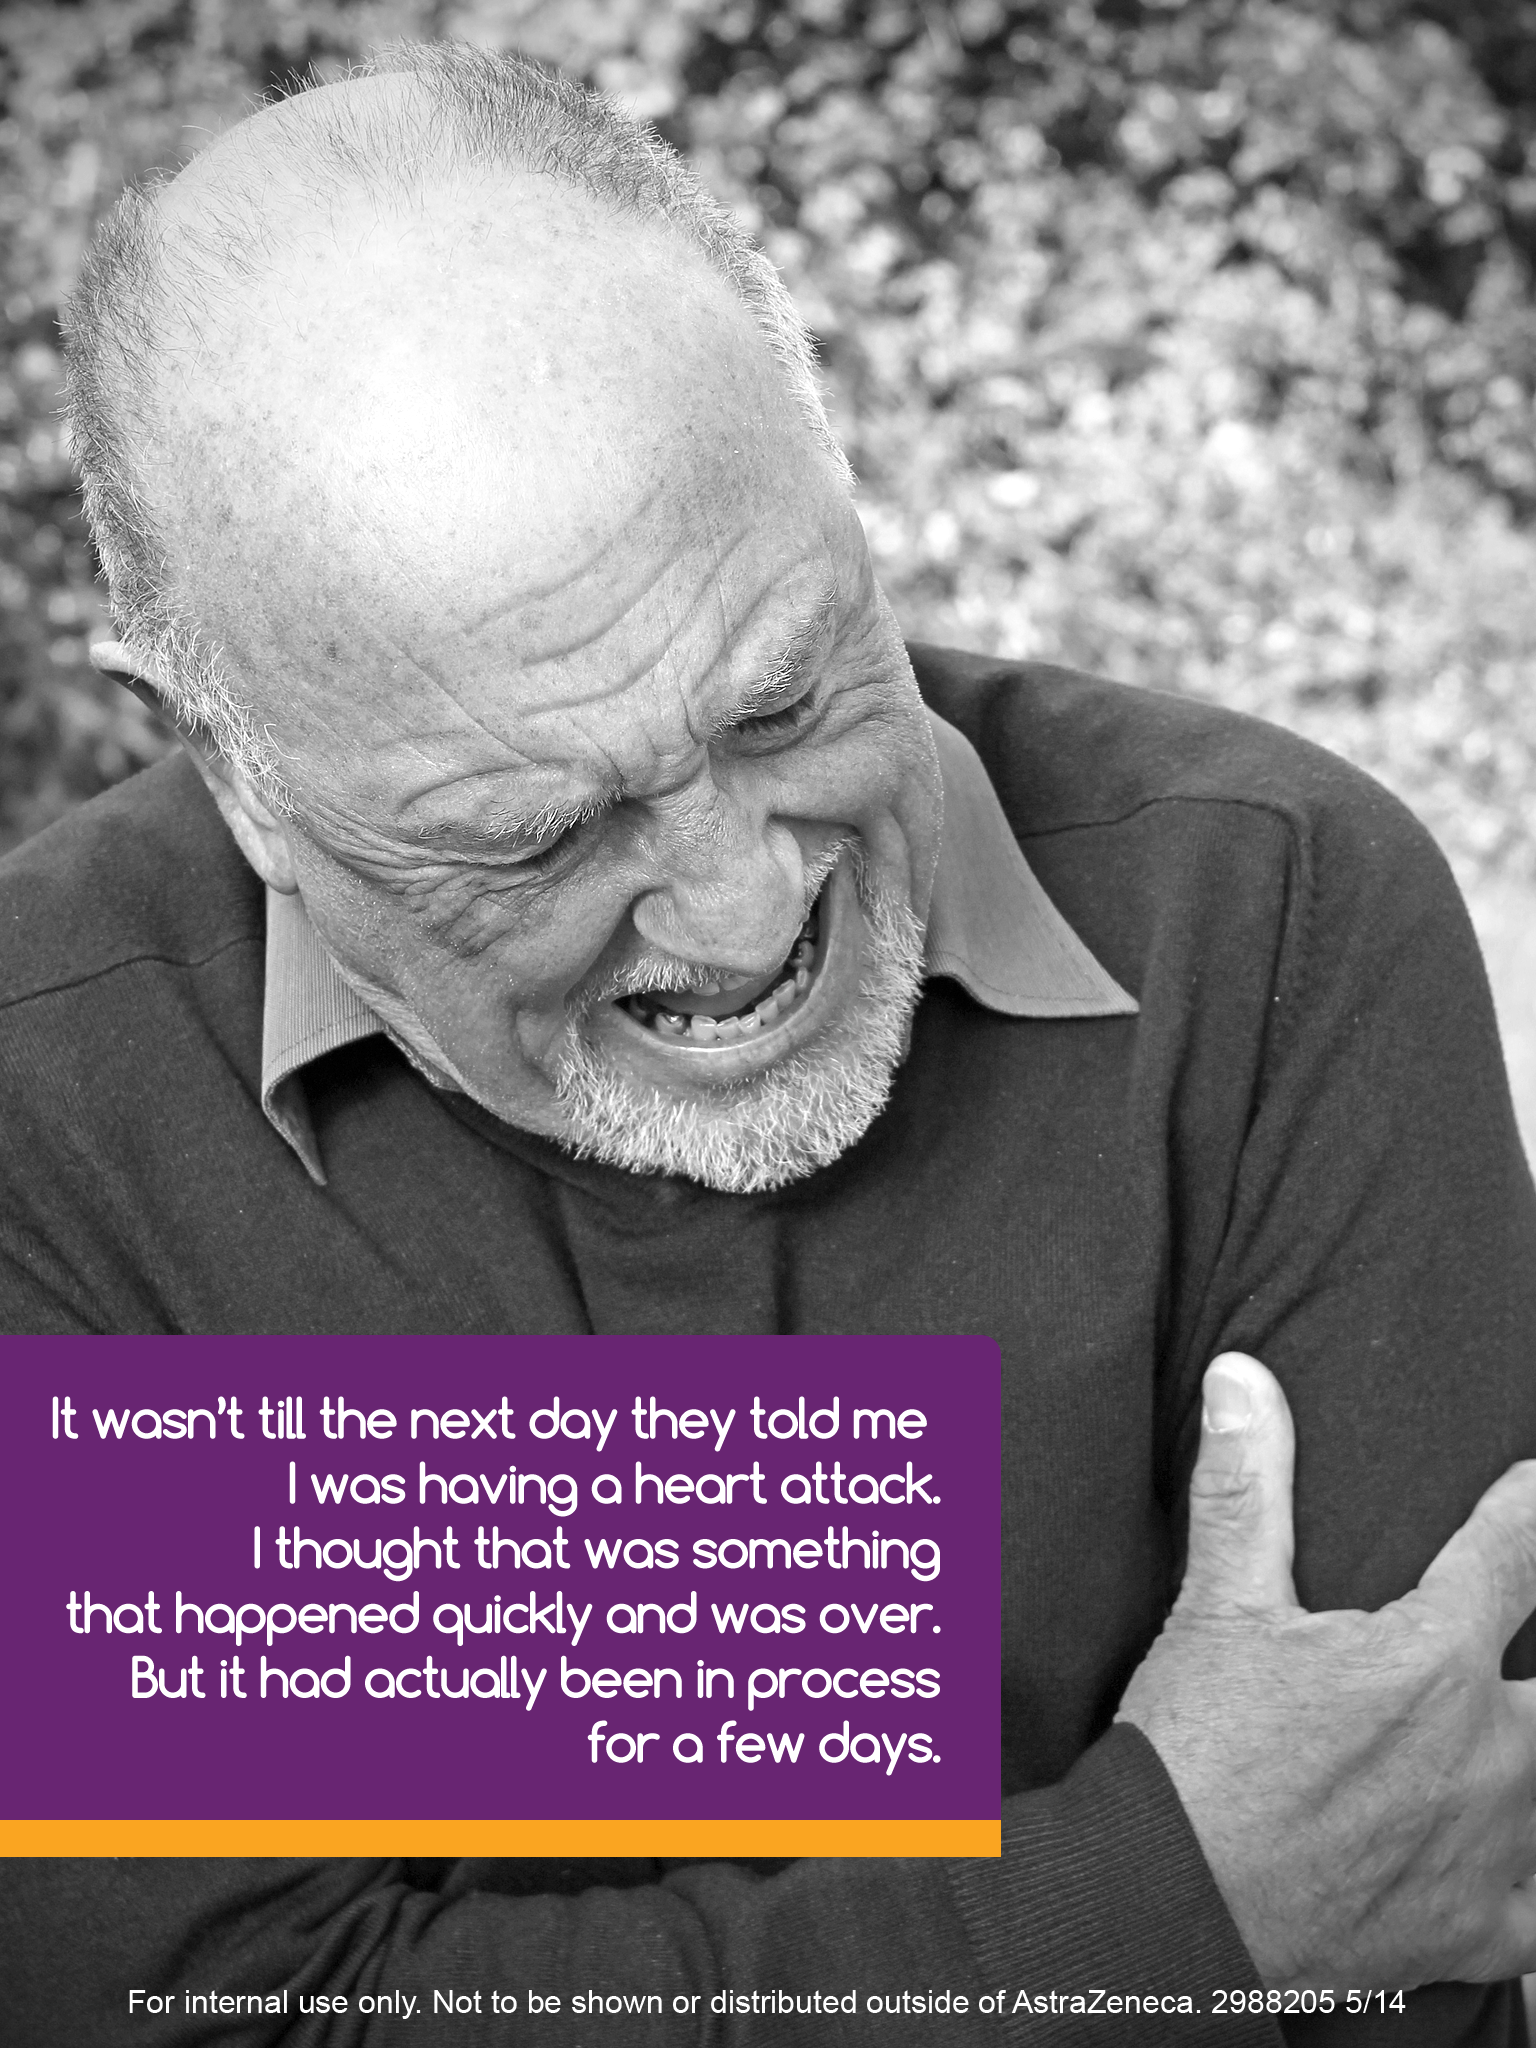 It wasn't till the next day they told me
I was having a heart attack.
I thought that was something
that happened quickly and was over.
But it had actually been in process
for a few days.
For internal use only. Not to be shown or distributed outside of AstraZeneca. 2988205 5/14